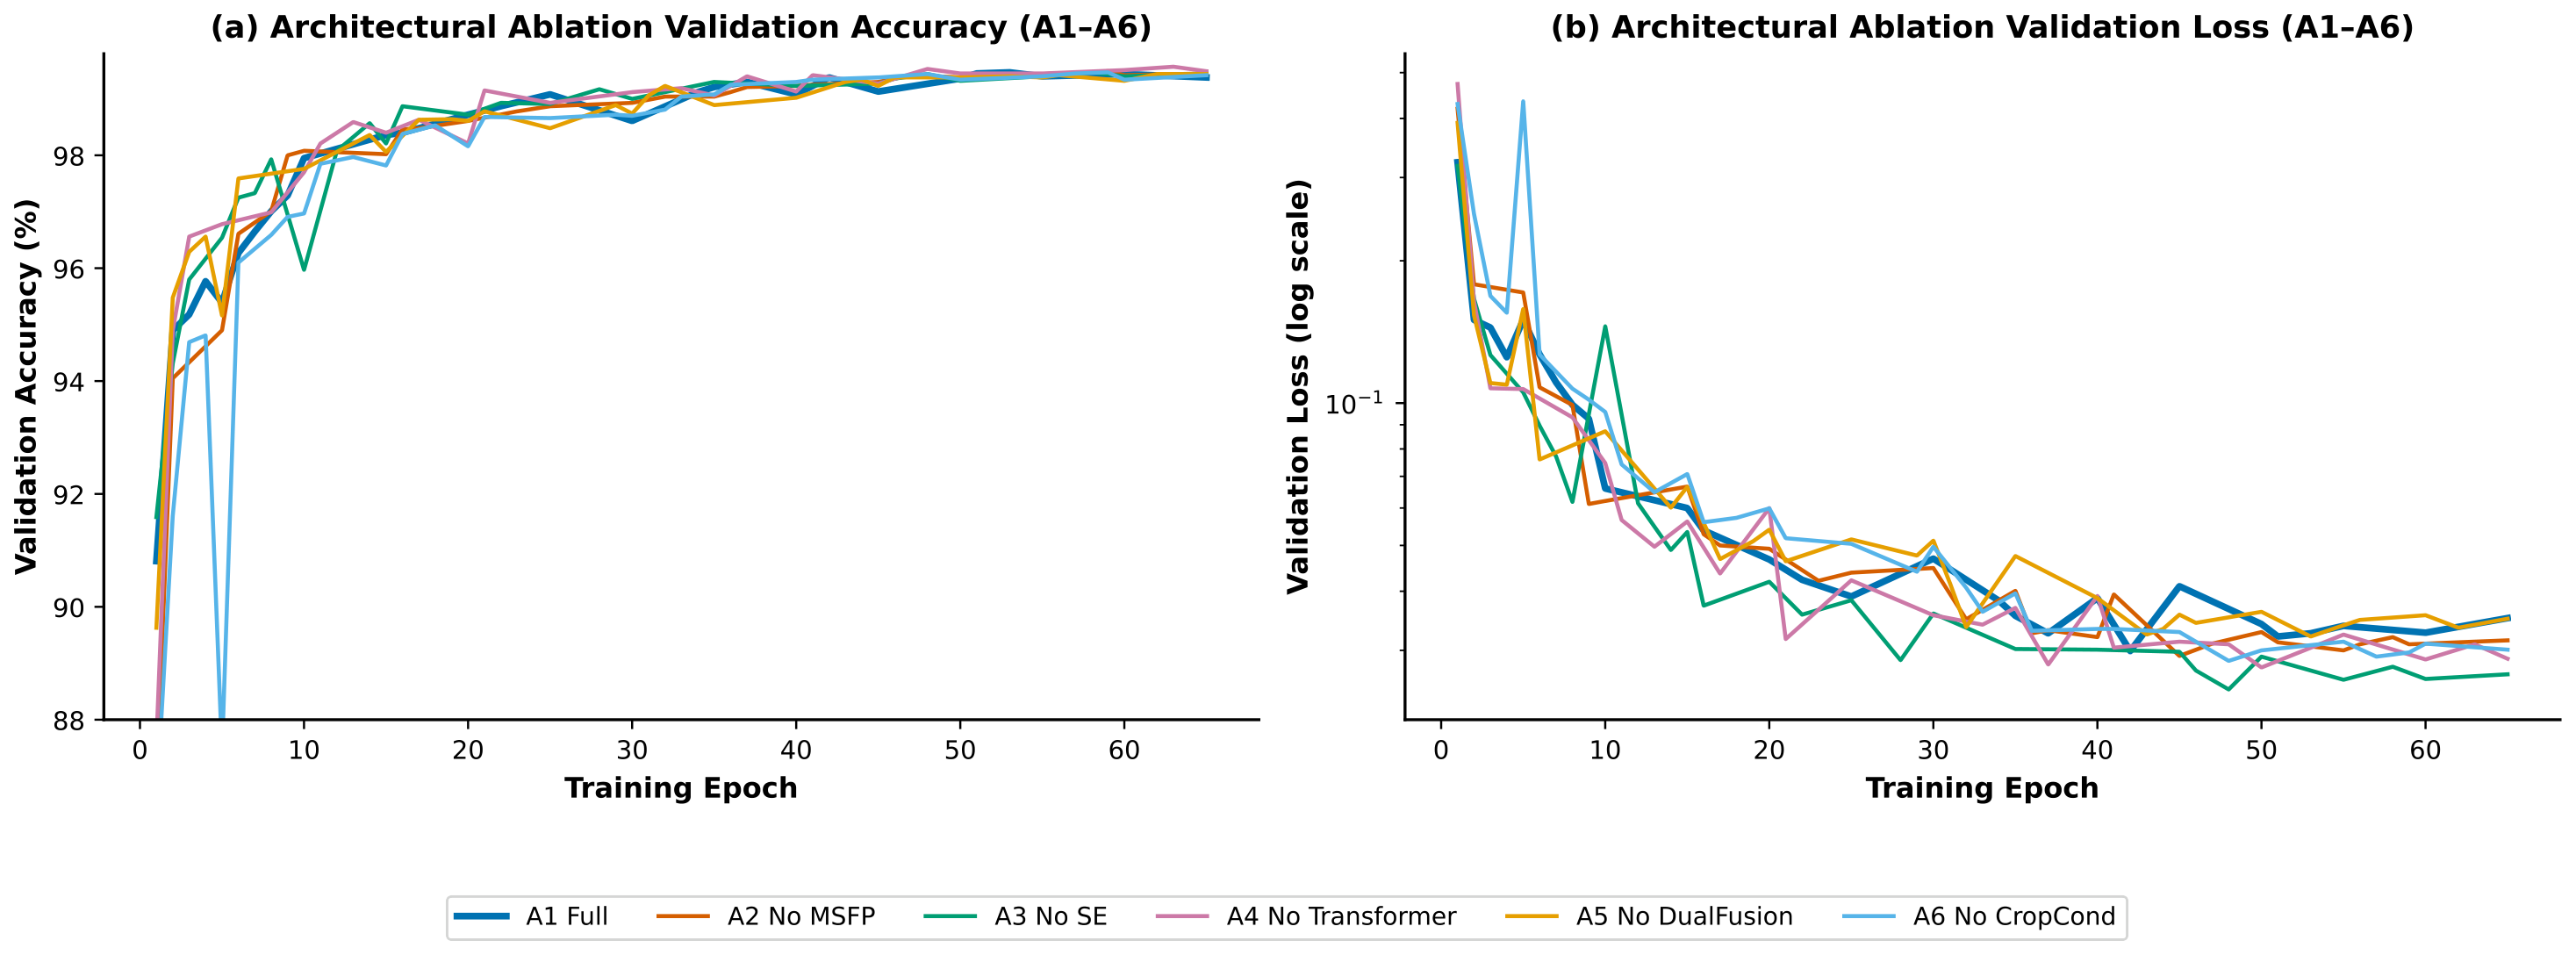 (a) Architectural Ablation Validation Accuracy (A1–A6)
Validation Accuracy (%)
98
96
94
92
90
88
0 10 20 30 40 50 60
Training Epoch
(b) Architectural Ablation Validation Loss (A1–A6)
Validation Loss (log scale)
10⁻¹
0 10 20 30 40 50 60
Training Epoch
A1 Full A2 No MSFP A3 No SE A4 No Transformer A5 No DualFusion A6 No CropCond